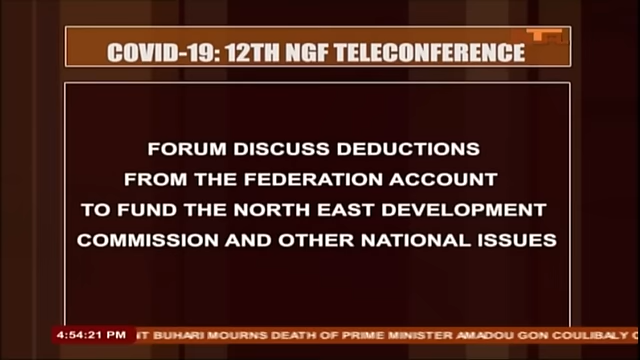 COVID-19: 12TH NGF TELECONFERENCE
FORUM DISCUSS DEDUCTIONS
FROM THE FEDERATION ACCOUNT
TO FUND THE NORTH EAST DEVELOPMENT
COMMISSION AND OTHER NATIONAL ISSUES
4:54:21 PM
BUHARI MOURNS DEATH OF PRIME MINISTER AMADOU GON COULIBALY